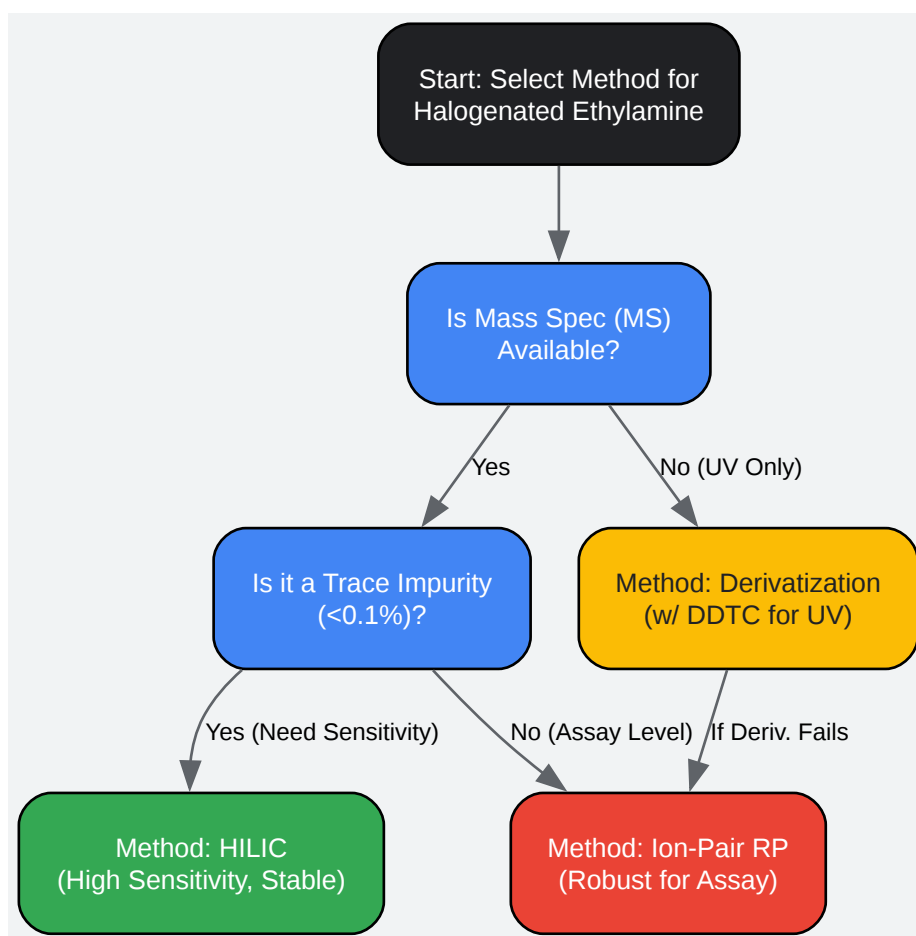 Start: Select Method for
Halogenated Ethylamine
Is Mass Spec (MS)
Available?
Yes
No (UV Only)
Is it a Trace Impurity
(<0.1%)?
Method: Derivatization
(w/ DDTC for UV)
Yes (Need Sensitivity)
No (Assay Level)
If Deriv. Fails
Method: HILIC
(High Sensitivity, Stable)
Method: Ion-Pair RP
(Robust for Assay)